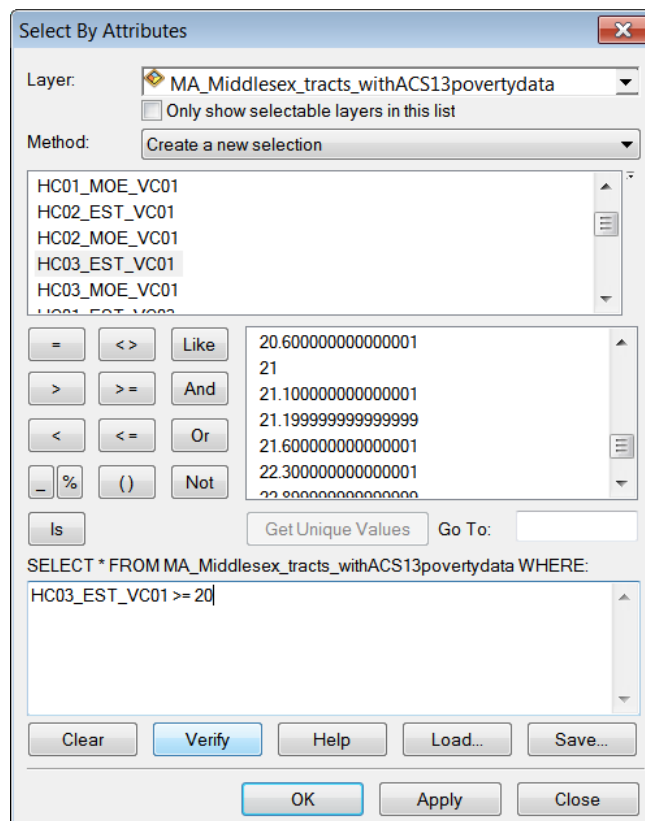 Select By Attributes
Layer: MA_Middlesex_tracts_withACS13povertydata
Only show selectable layers in this list
Method: Create a new selection
HC01_MOE_VC01
HC02_EST_VC01
HC02_MOE_VC01
HC03_EST_VC01
HC03_MOE_VC01
= <> Like
> >= And
< <= Or
_ % () Not
20.600000000000001
21
21.100000000000001
21.199999999999999
21.600000000000001
22.300000000000001
22.899999999999999
Is Get Unique Values Go To:
SELECT * FROM MA_Middlesex_tracts_withACS13povertydata WHERE:
HC03_EST_VC01 >= 20
Clear Verify Help Load... Save...
OK Apply Close